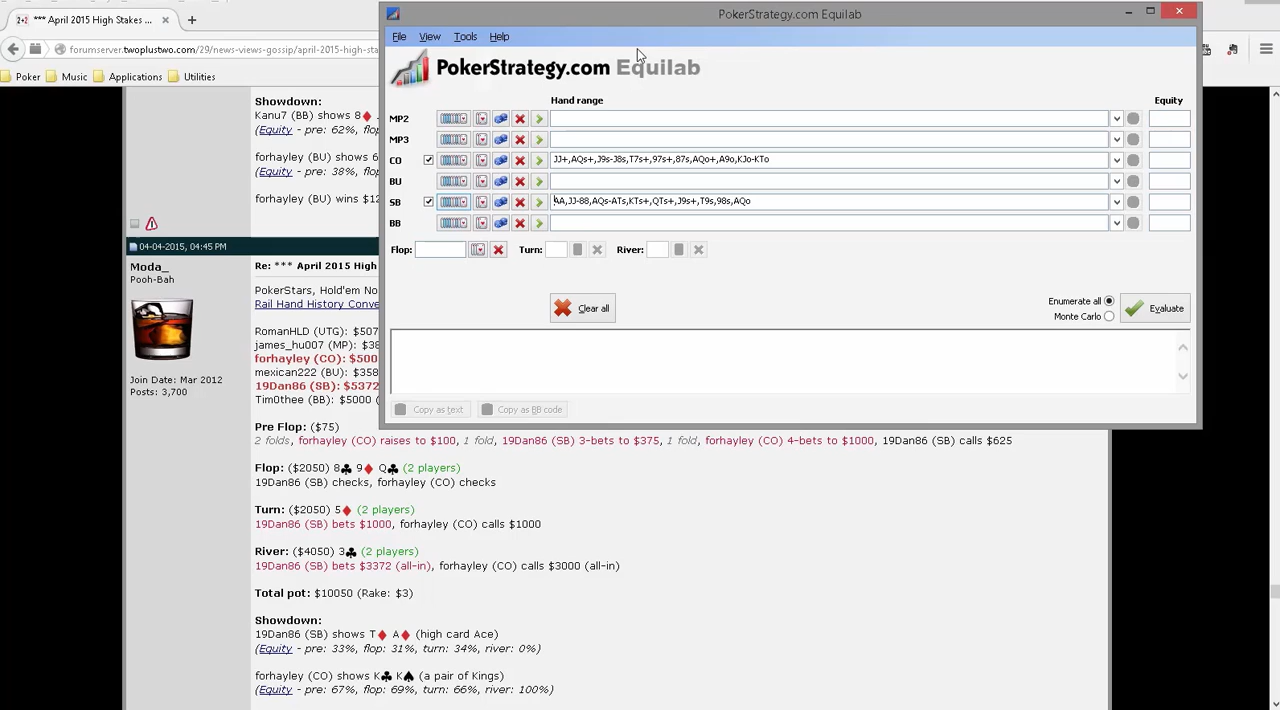 *** April 2015 High Stakes ...
PokerStrategy.com Equilab
forumserver.twoplustwo.com/29/news-views-gossip/april-2015-high-sta
File View Tools Help
Poker Music Applications Utilities
PokerStrategy.com Equilab
Hand range Equity
MP2
MP3
CO JJ+,AQs+,J9s-J8s,T7s+,97s+,87s,AQo+,A9o,KJo-KTo
BU
SB AA,JJ-88,AQs-ATs,KTs+,QTs+,J9s+,T9s,98s,AQo
BB
Flop: Turn: River:
Clear all
Enumerate all
Monte Carlo
Evaluate
Copy as text Copy as BB code
Showdown:
Kanu7 (BB) shows 8♦
(Equity - pre: 62%, fl
forhayley (BU) shows 6
(Equity - pre: 38%, fl
forhayley (BU) wins $12
04-04-2015, 04:45 PM
Moda_
Pooh-Bah
Join Date: Mar 2012
Posts: 3,700
Re: *** April 2015 High
PokerStars, Hold'em No
Rail Hand History Conve
RomanHLD (UTG): $507
james_hu007 (MP): $38
forhayley (CO): $500
mexican222 (BU): $358
19Dan86 (SB): $5372
Tim0thee (BB): $5000
Pre Flop: ($75)
2 folds, forhayley (CO) raises to $100, 1 fold, 19Dan86 (SB) 3-bets to $375, 1 fold, forhayley (CO) 4-bets to $1000, 19Dan86 (SB) calls $625
Flop: ($2050) 8♣ 9♦ Q♣ (2 players)
19Dan86 (SB) checks, forhayley (CO) checks
Turn: ($2050) 5♦ (2 players)
19Dan86 (SB) bets $1000, forhayley (CO) calls $1000
River: ($4050) 3♣ (2 players)
19Dan86 (SB) bets $3372 (all-in), forhayley (CO) calls $3000 (all-in)
Total pot: $10050 (Rake: $3)
Showdown:
19Dan86 (SB) shows T♦ A♦ (high card Ace)
(Equity - pre: 33%, flop: 31%, turn: 34%, river: 0%)
forhayley (CO) shows K♣ K♠ (a pair of Kings)
(Equity - pre: 67%, flop: 69%, turn: 66%, river: 100%)